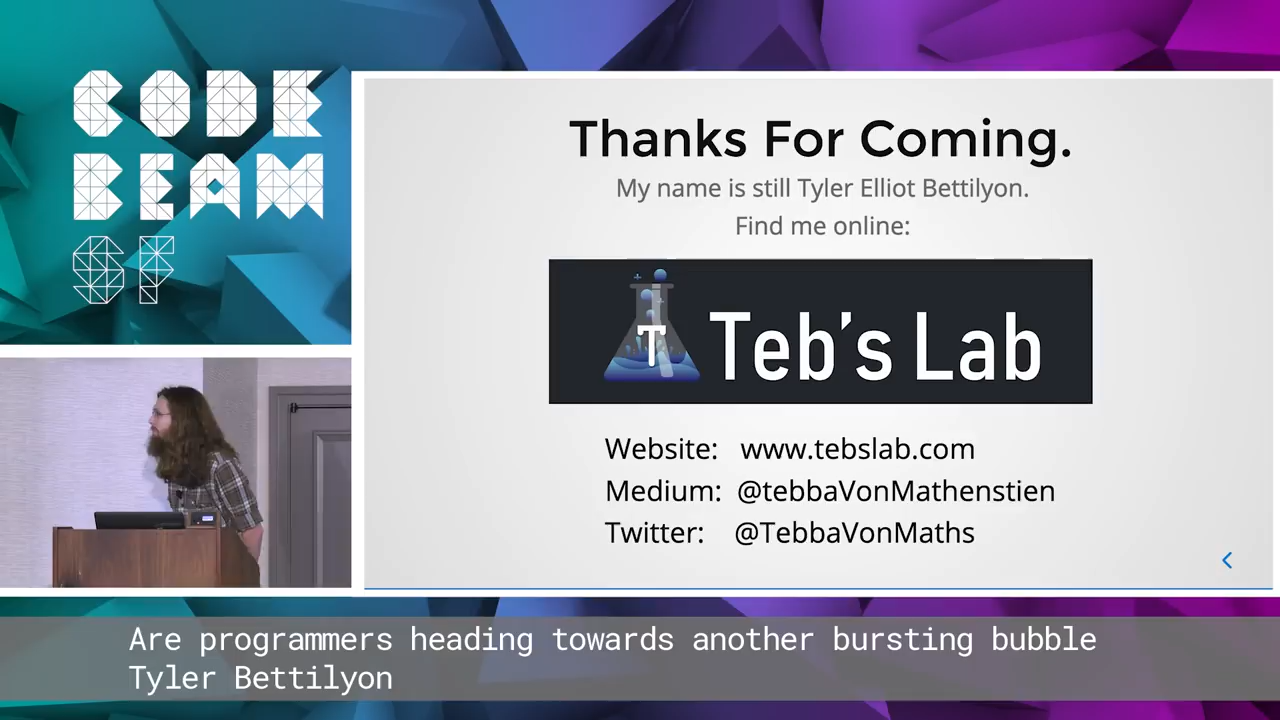 CODE
BEAM
SF
Thanks For Coming.
My name is still Tyler Elliot Bettilyon.
Find me online:
T Teb's Lab
Website: www.tebslab.com
Medium: @tebbaVonMathenstien
Twitter: @TebbaVonMaths
Are programmers heading towards another bursting bubble
Tyler Bettilyon